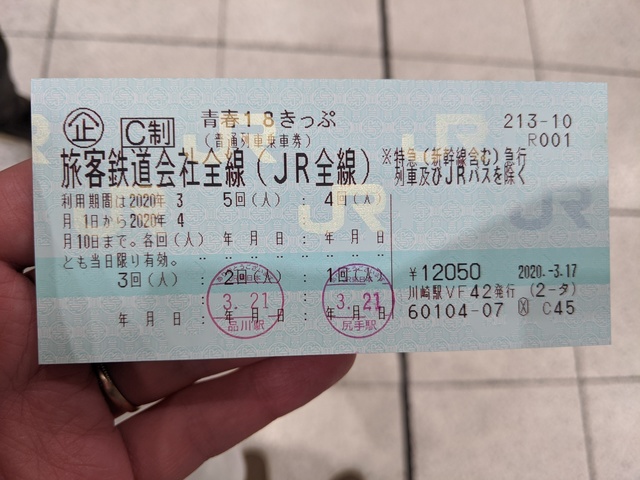 企 C制 青春18きっぷ 213-10
(普通列車乗車券) R001
旅客鉄道会社全線(JR全線) ※特急(新幹線含む)急行
列車及びJRバスを除く
利用期間は2020年 3 5回(人) : 4回(人)
月 1日から2020年 4
月10日まで。各回(人) 年 月 日 : 年 月 日
とも当日限り有効。
3回(人) : 2回(人) : 1回(人)
¥12050 2020.-3.17
3.21 3.21
川崎駅VF42発行 (2-タ)
年 月 日 : 年 月 日 : 年 月 日
60104-07 C45
品川駅 尻手駅
JR
JR
JR